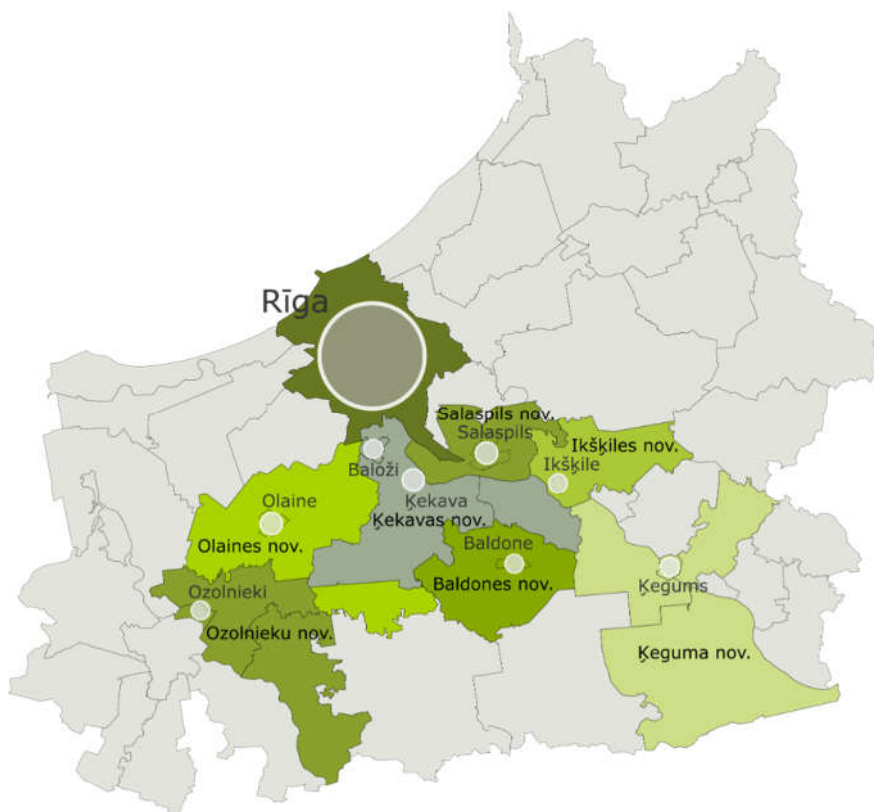 Rīga
Salaspils nov.
Salaspils
Ikšķiles nov.
Baloži
Ikšķile
Ķekava
Olaine
Ķekavas nov.
Olaines nov.
Baldone
Ķegums
Baldones nov.
Ozolnieki
Ozolnieku nov.
Ķeguma nov.